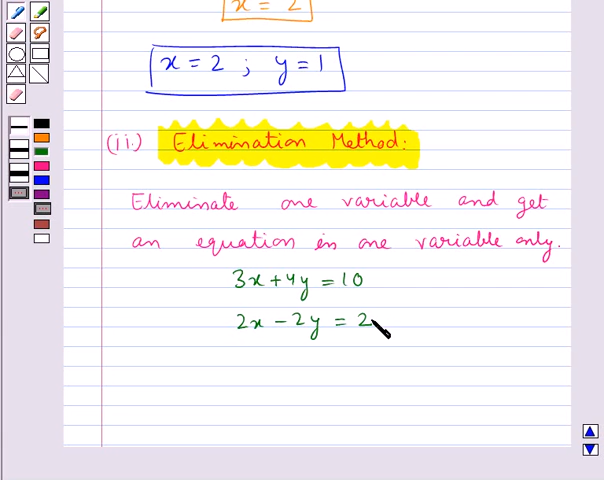 x = 2
x = 2 ; y = 1
(ii.) Elimination Method:
Eliminate one variable and get
an equation in one variable only.
3x + 4y = 10
2x - 2y = 2